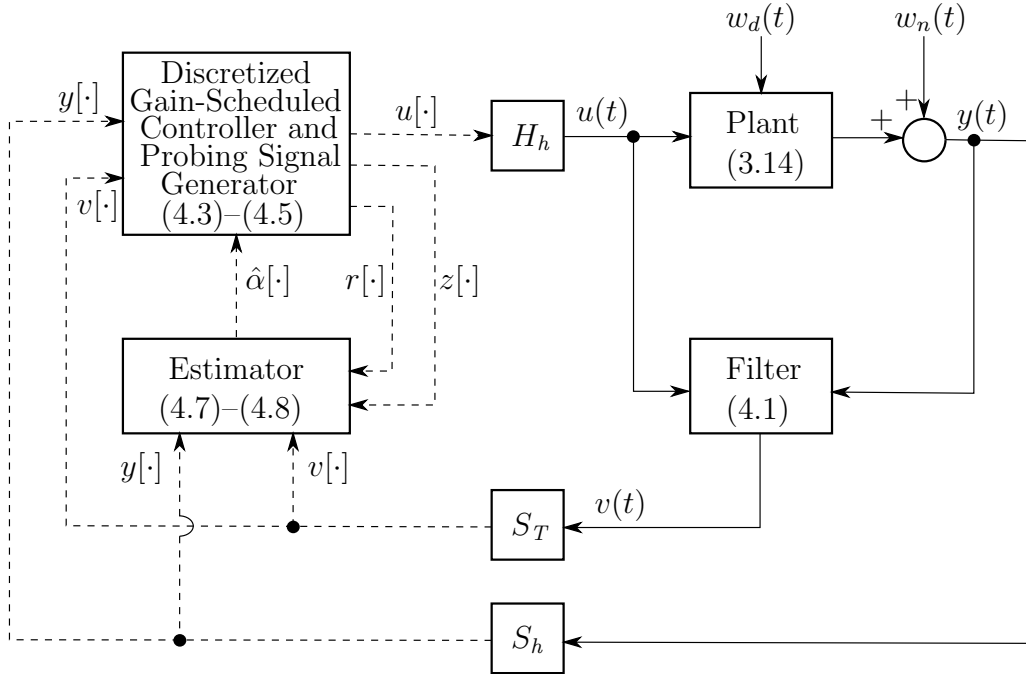 w_d(t)
w_n(t)
Discretized
Gain-Scheduled
Controller and
Probing Signal
Generator
(4.3)–(4.5)
y[·]
v[·]
u[·]
H_h
u(t)
Plant
(3.14)
+
+
y(t)
α̂[·]
r[·]
z[·]
Estimator
(4.7)–(4.8)
Filter
(4.1)
y[·]
v[·]
S_T
v(t)
S_h